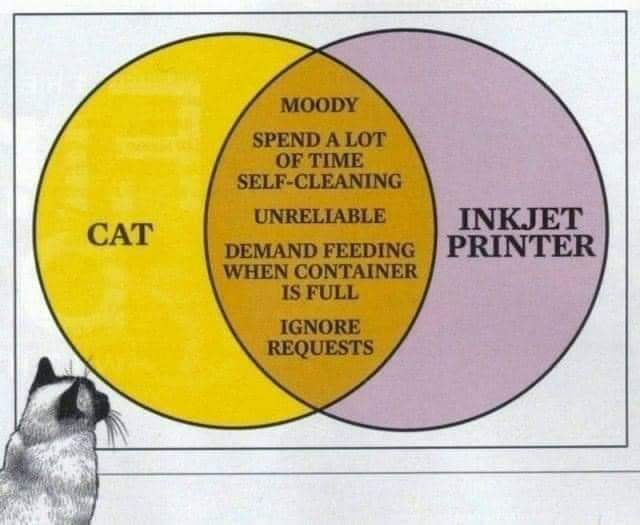 CAT
MOODY
SPEND A LOT
OF TIME
SELF-CLEANING
UNRELIABLE
DEMAND FEEDING
WHEN CONTAINER
IS FULL
IGNORE
REQUESTS
INKJET
PRINTER